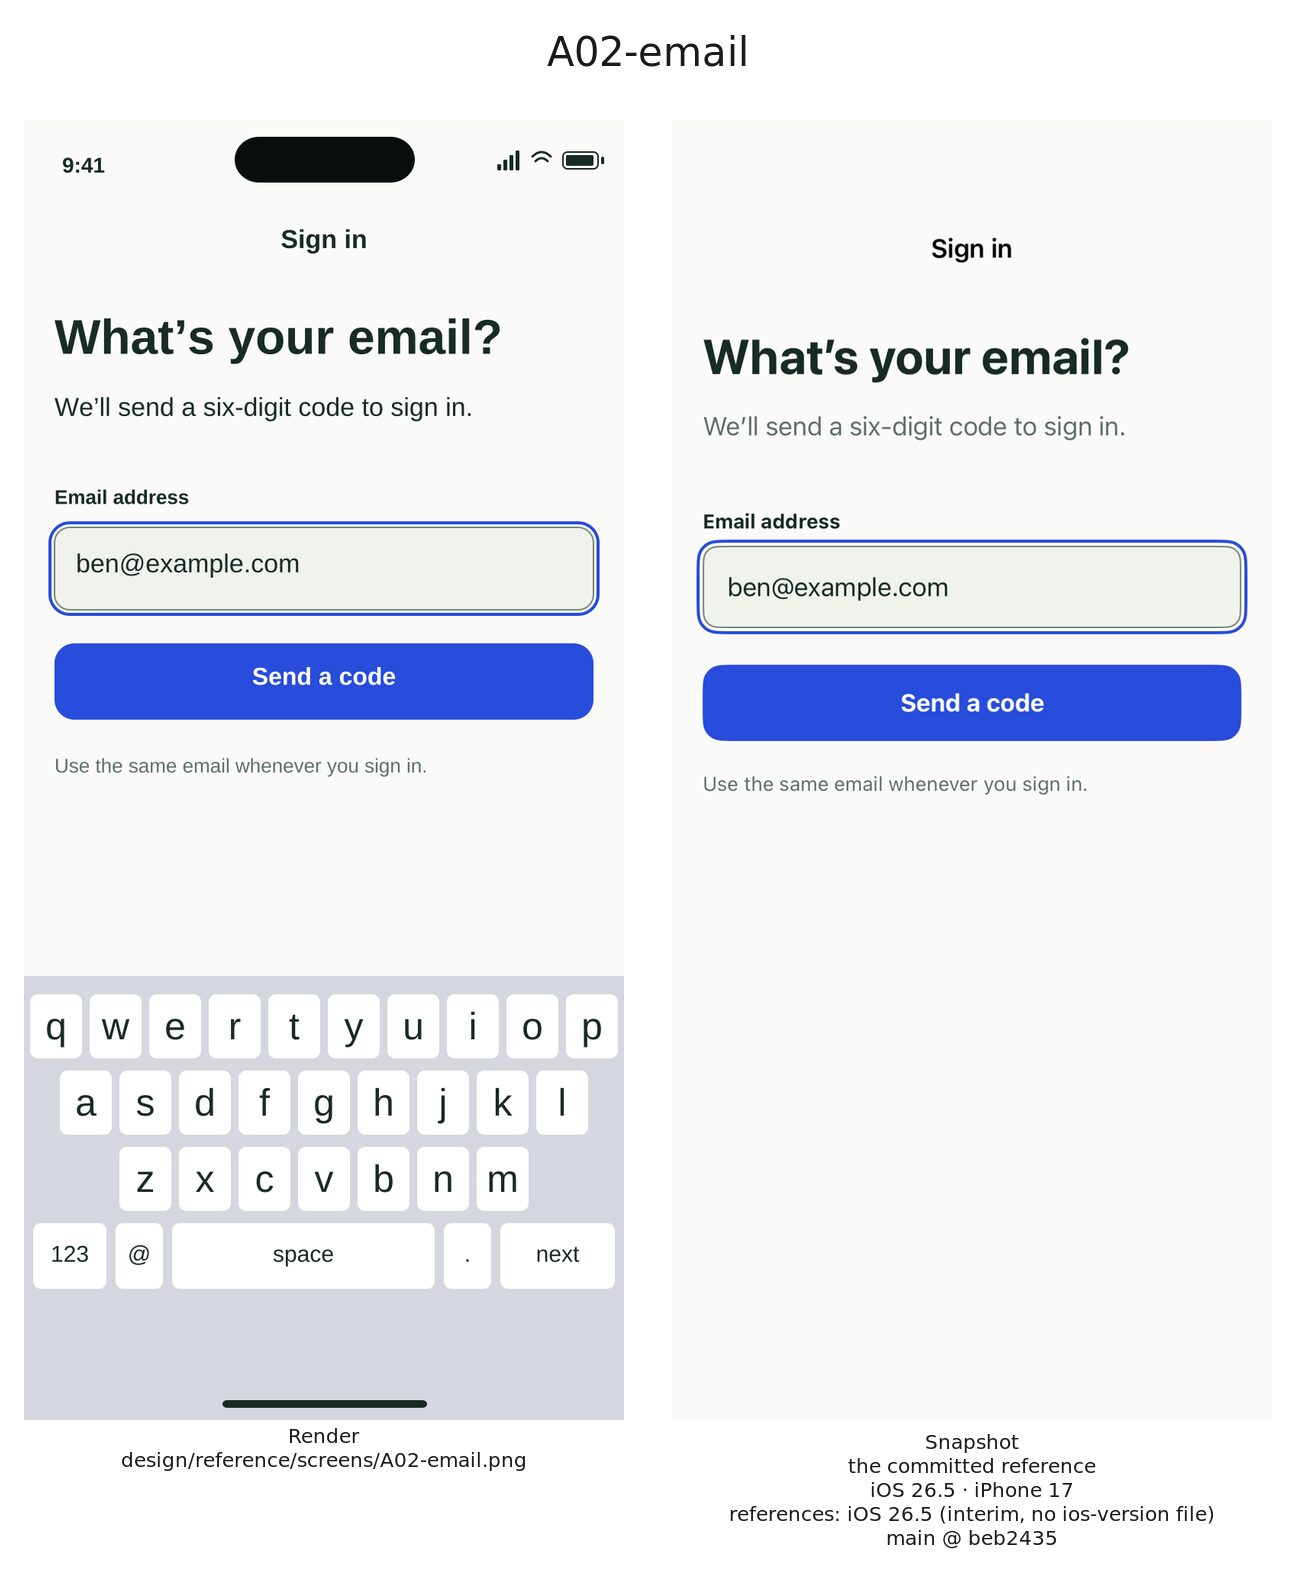 A02-email
9:41
Sign in
What’s your email?
We’ll send a six-digit code to sign in.
Email address
ben@example.com
Send a code
Use the same email whenever you sign in.
q w e r t y u i o p
a s d f g h j k l
z x c v b n m
123 @ space . next
Render
design/reference/screens/A02-email.png
Sign in
What’s your email?
We’ll send a six-digit code to sign in.
Email address
ben@example.com
Send a code
Use the same email whenever you sign in.
Snapshot
the committed reference
iOS 26.5 · iPhone 17
references: iOS 26.5 (interim, no ios-version file)
main @ beb2435